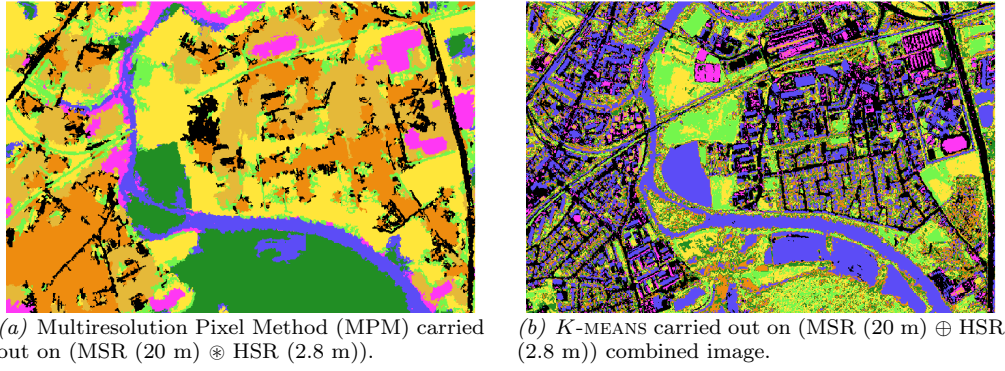 (a) Multiresolution Pixel Method (MPM) carried
out on (MSR (20 m) ⊛ HSR (2.8 m)).
(b) K-MEANS carried out on (MSR (20 m) ⊕ HSR
(2.8 m)) combined image.